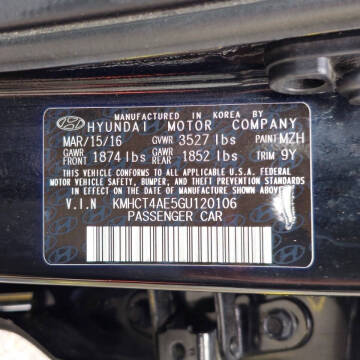 MANUFACTURED IN KOREA BY
HYUNDAI MOTOR COMPANY
MAR/15/16 GVWR 3527 lbs PAINT MZH
GAWR FRONT 1874 lbs GAWR REAR 1852 lbs TRIM 9Y
THIS VEHICLE CONFORMS TO ALL APPLICABLE U.S.A. FEDERAL
MOTOR VEHICLE SAFETY, BUMPER, AND THEFT PREVENTION
STANDARDS IN EFFECT ON THE DATE OF MANUFACTURE SHOWN ABOVE.
V.I.N KMHCT4AE5GU120106
PASSENGER CAR